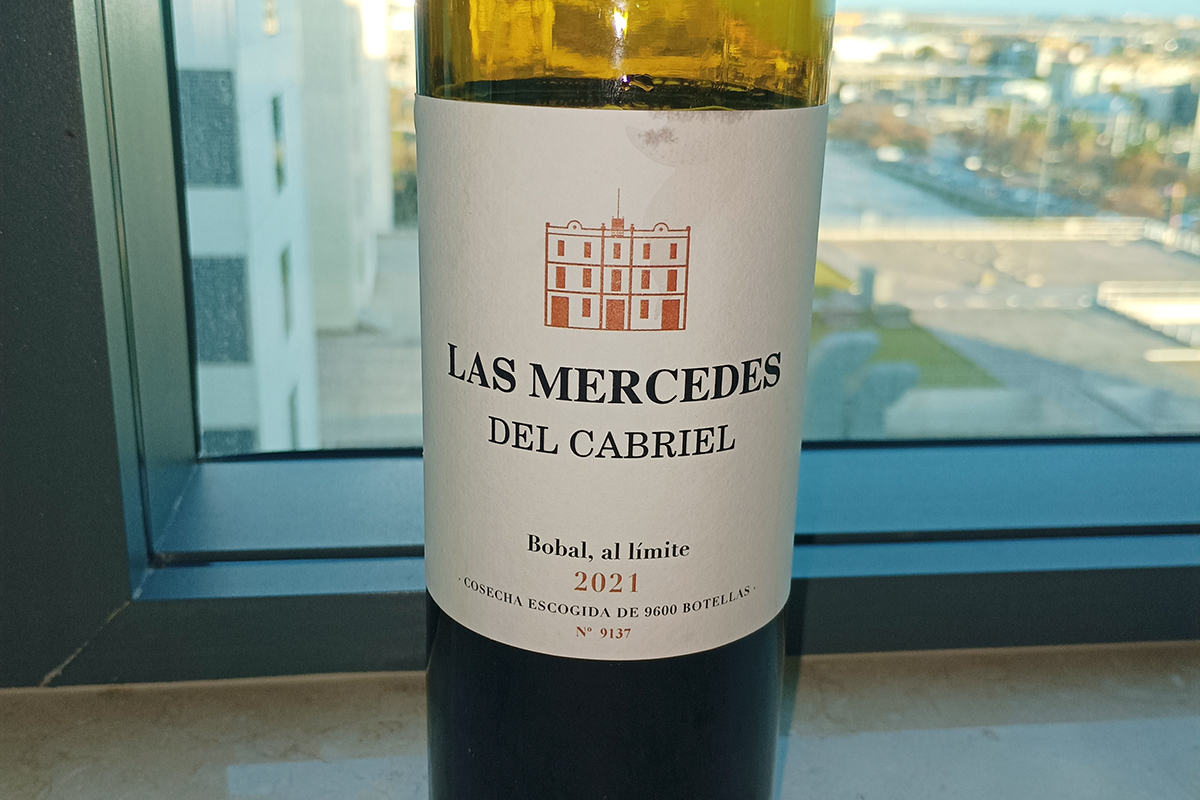 LAS MERCEDES
DEL CABRIEL
Bobal, al límite
2021
· COSECHA ESCOGIDA DE 9600 BOTELLAS ·
Nº 9137